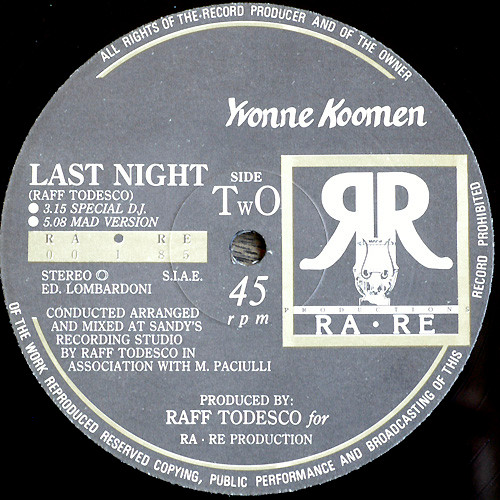 ALL RIGHTS OF THE·RECORD PRODUCER AND OF THE OWNER
OF THE WORK REPRODUCED RESERVED COPYING, PUBLIC PERFORMANCE AND BROADCASTING OF THIS
RECORD PROHIBITED
Yvonne Koomen
LAST NIGHT
(RAFF TODESCO)
● 3.15 SPECIAL D.J.
● 5.08 MAD VERSION
RA ● RE
00185
STEREO S.I.A.E.
ED. LOMBARDONI
CONDUCTED ARRANGED
AND MIXED AT SANDY'S
RECORDING STUDIO
BY RAFF TODESCO IN
ASSOCIATION WITH M. PACIULLI
SIDE
TWO
45
rpm
RR
PRODUCTIONS
RA·RE
PRODUCED BY:
RAFF TODESCO for
RA·RE PRODUCTION